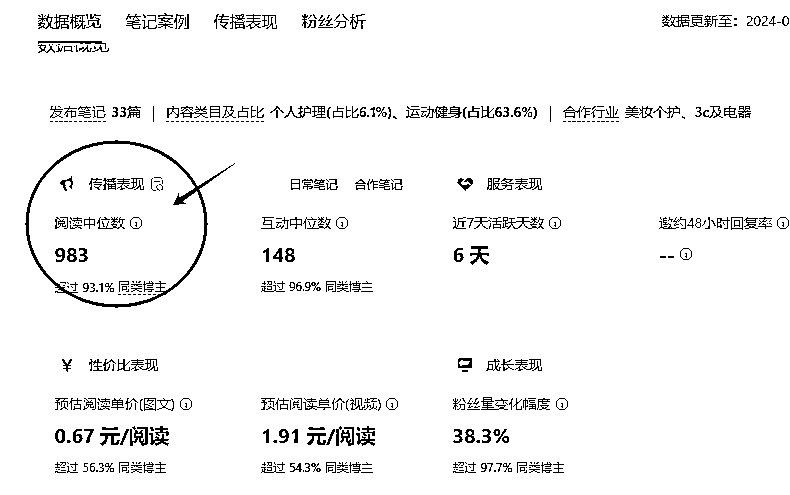 数据概览 笔记案例 传播表现 粉丝分析 数据更新至：2024-0
数据概览
发布笔记 33篇 | 内容类目及占比 个人护理(占比6.1%)、运动健身(占比63.6%) | 合作行业 美妆个护、3c及电器
传播表现 日常笔记 合作笔记 服务表现
阅读中位数 互动中位数 近7天活跃天数 邀约48小时回复率
983 148 6 天 --
超过 93.1% 同类博主 超过 96.9% 同类博主
¥ 性价比表现 成长表现
预估阅读单价(图文) 预估阅读单价(视频) 粉丝量变化幅度
0.67 元/阅读 1.91 元/阅读 38.3%
超过 56.3% 同类博主 超过 54.3% 同类博主 超过 97.7% 同类博主